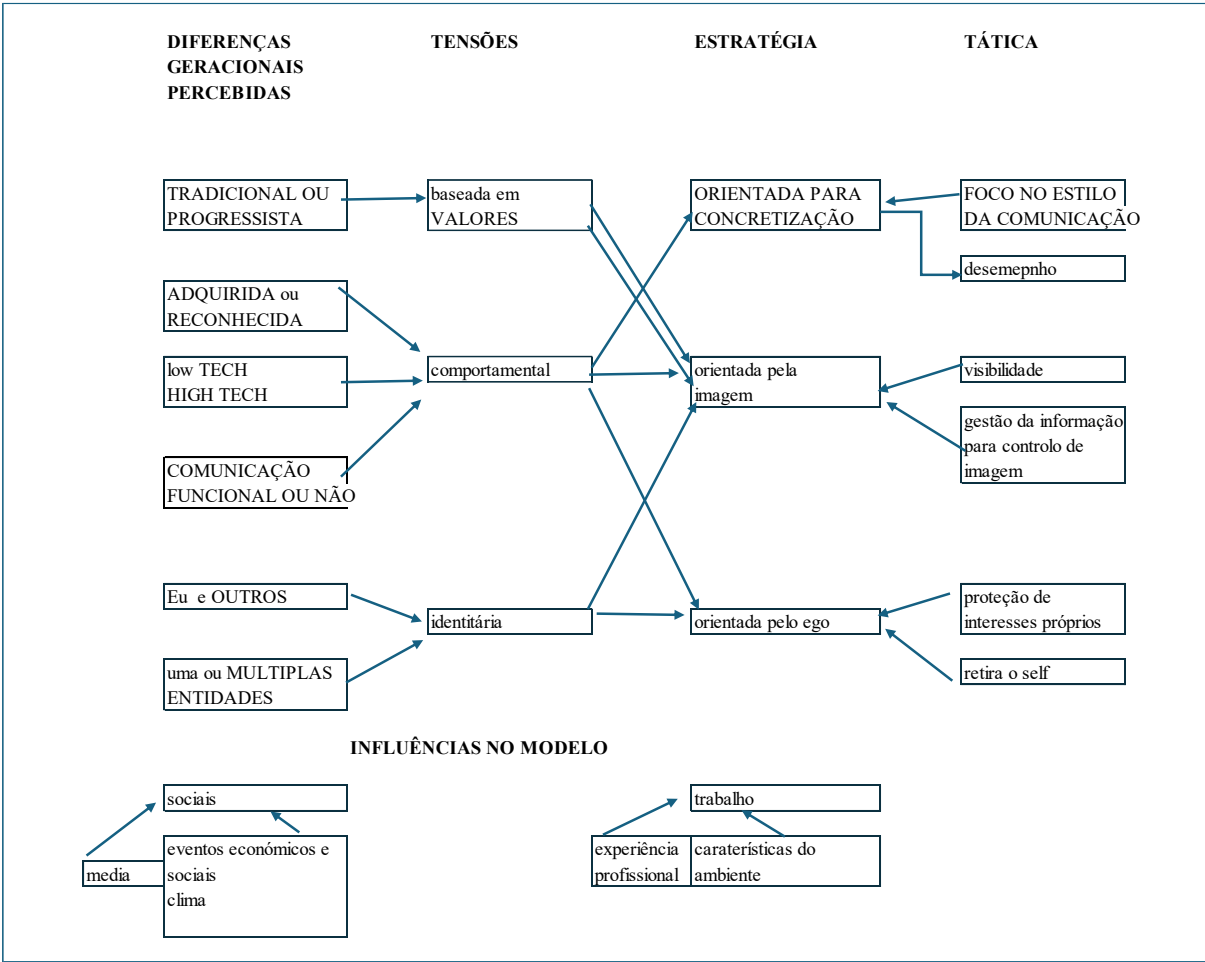 DIFERENÇAS
GERACIONAIS
PERCEBIDAS
TENSÕES
ESTRATÉGIA
TÁTICA
TRADICIONAL OU
PROGRESSISTA
baseada em
VALORES
ORIENTADA PARA
CONCRETIZAÇÃO
FOCO NO ESTILO
DA COMUNICAÇÃO
desemepnho
ADQUIRIDA ou
RECONHECIDA
low TECH
HIGH TECH
comportamental
orientada pela
imagem
visibilidade
gestão da informação
para controlo de
imagem
COMUNICAÇÃO
FUNCIONAL OU NÃO
Eu e OUTROS
identitária
orientada pelo ego
proteção de
interesses próprios
uma ou MULTIPLAS
ENTIDADES
retira o self
INFLUÊNCIAS NO MODELO
sociais
trabalho
media
eventos económicos e
sociais
clima
experiência
profissional
caraterísticas do
ambiente